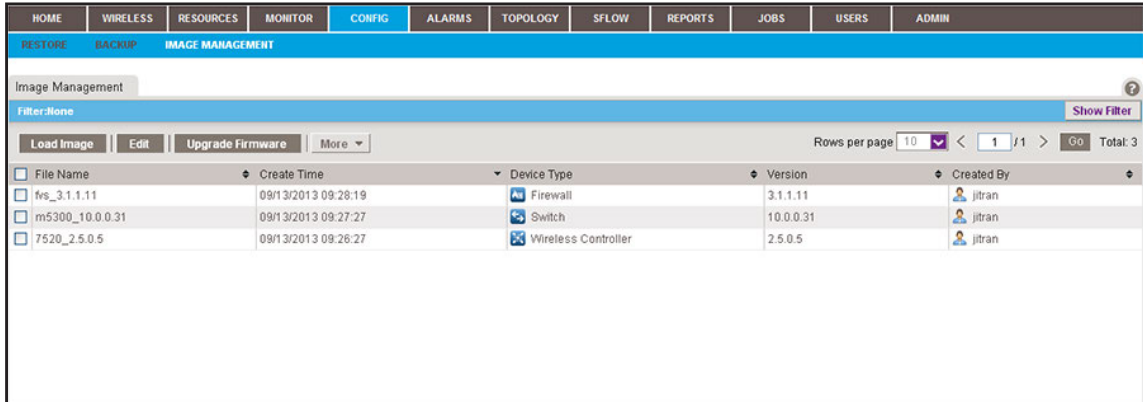 HOME WIRELESS RESOURCES MONITOR CONFIG ALARMS TOPOLOGY SFLOW REPORTS JOBS USERS ADMIN
RESTORE BACKUP IMAGE MANAGEMENT
Image Management
Filter:None Show Filter
Load Image Edit Upgrade Firmware More Rows per page 10 < 1 /1 > Go Total: 3
File Name Create Time Device Type Version Created By
fvs_3.1.1.11 09/13/2013 09:28:19 Firewall 3.1.1.11 jitran
m5300_10.0.0.31 09/13/2013 09:27:27 Switch 10.0.0.31 jitran
7520_2.5.0.5 09/13/2013 09:26:27 Wireless Controller 2.5.0.5 jitran